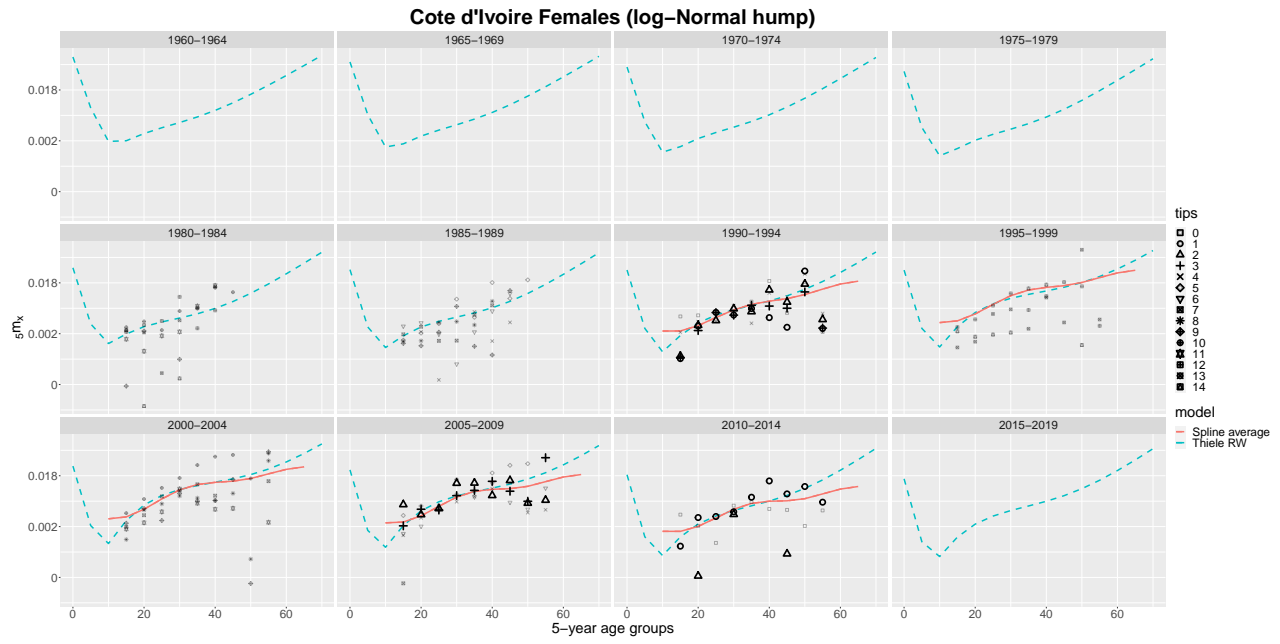 Cote d'Ivoire Females (log−Normal hump)
1960−1964 1965−1969 1970−1974 1975−1979
0.018
0.002
0
1980−1984 1985−1989 1990−1994 1995−1999
0.018
0.002
0
2000−2004 2005−2009 2010−2014 2015−2019
0.018
0.002
0
0 20 40 60 0 20 40 60 0 20 40 60 0 20 40 60
5−year age groups
5mx
tips
0
1
2
3
4
5
6
7
8
9
10
11
12
13
14
model
Spline average
Thiele RW